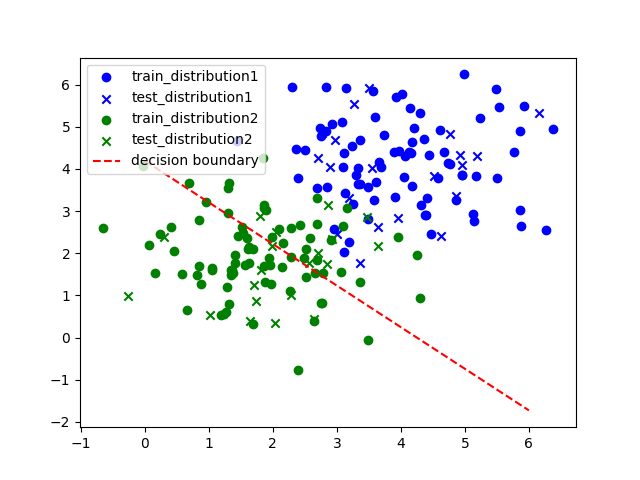 train_distribution1
test_distribution1
train_distribution2
test_distribution2
decision boundary
6
5
4
3
2
1
0
−1
−2
−1 0 1 2 3 4 5 6